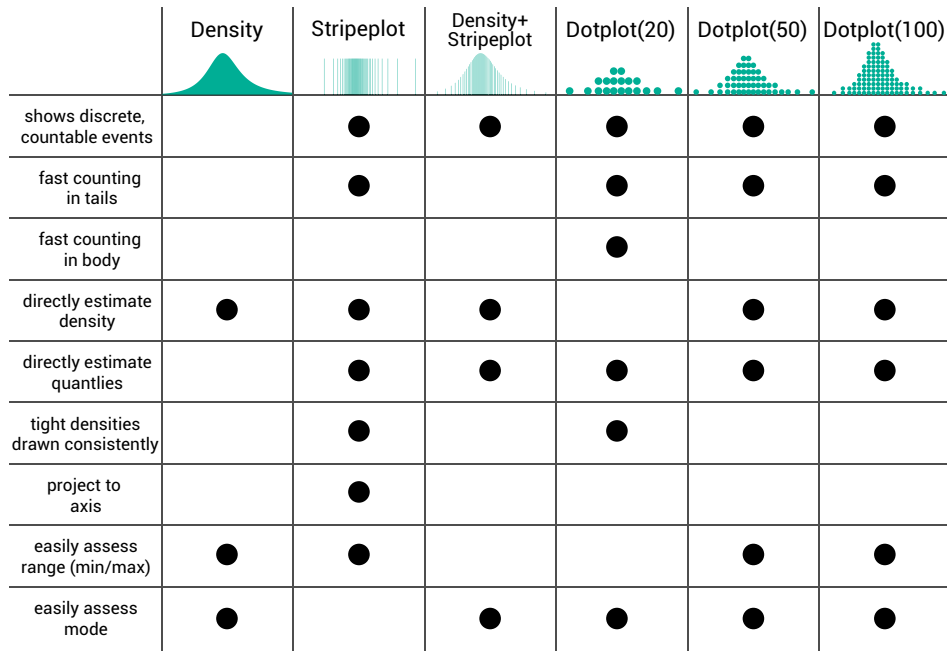 Density
Stripeplot
Density+
Stripeplot
Dotplot(20)
Dotplot(50)
Dotplot(100)
shows discrete,
countable events
fast counting
in tails
fast counting
in body
directly estimate
density
directly estimate
quantlies
tight densities
drawn consistently
project to
axis
easily assess
range (min/max)
easily assess
mode